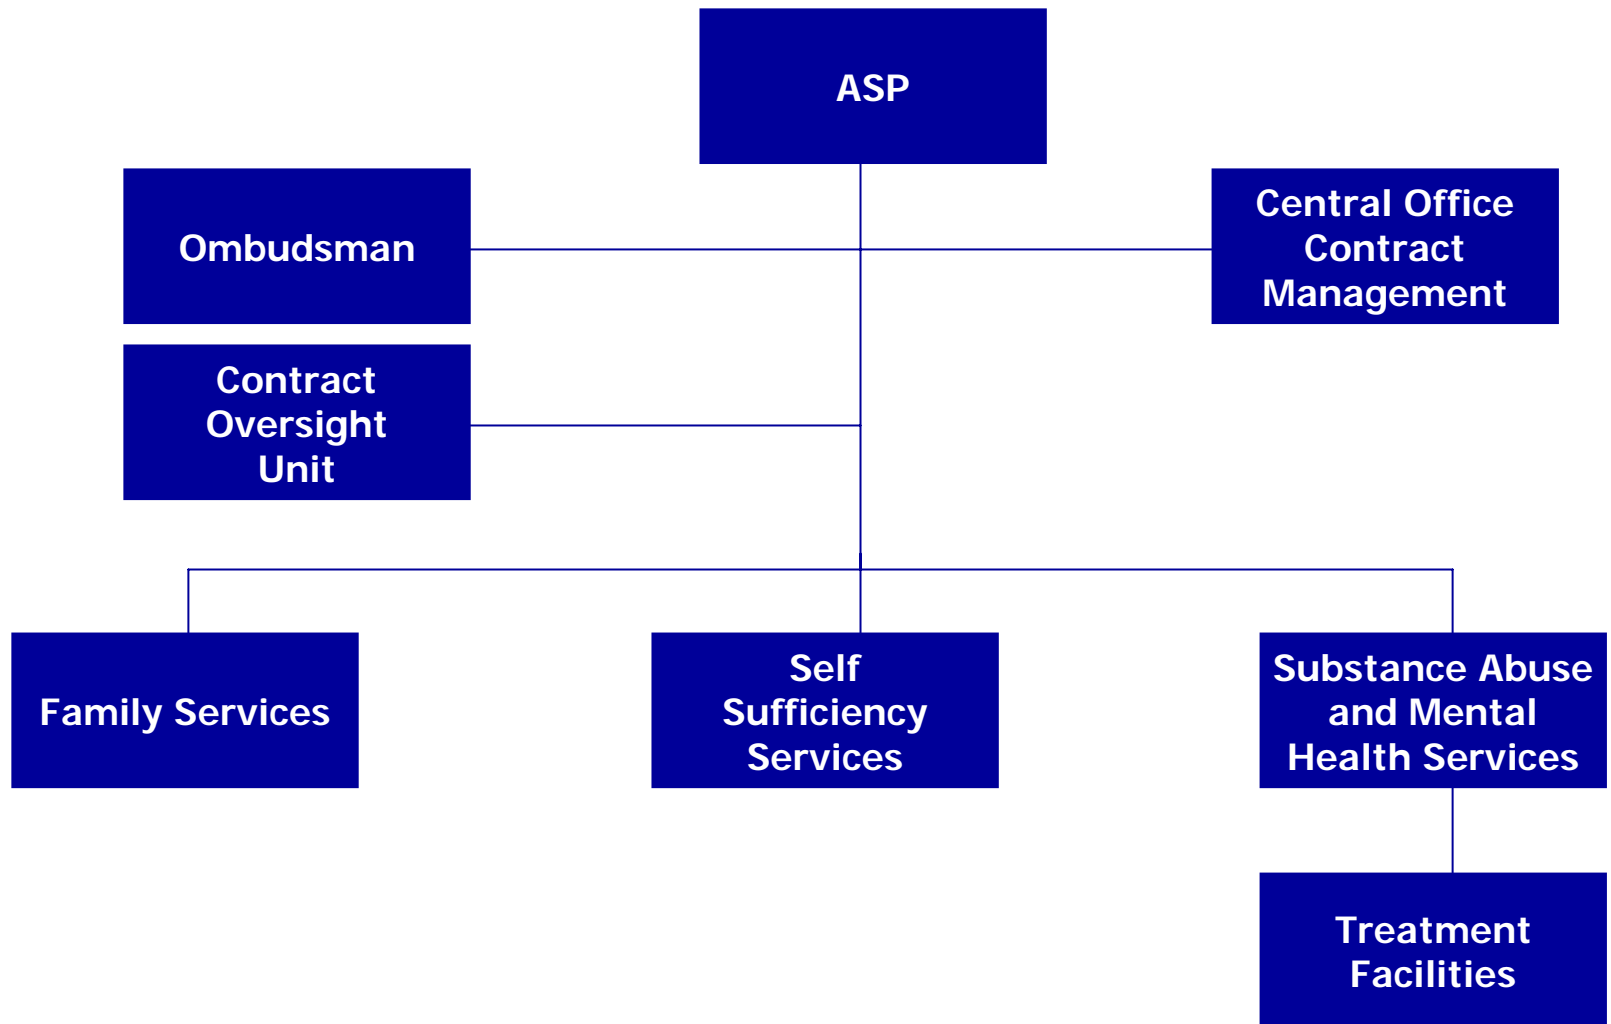 ASP
Ombudsman
Central Office
Contract
Management
Contract
Oversight
Unit
Family Services
Self
Sufficiency
Services
Substance Abuse
and Mental
Health Services
Treatment
Facilities